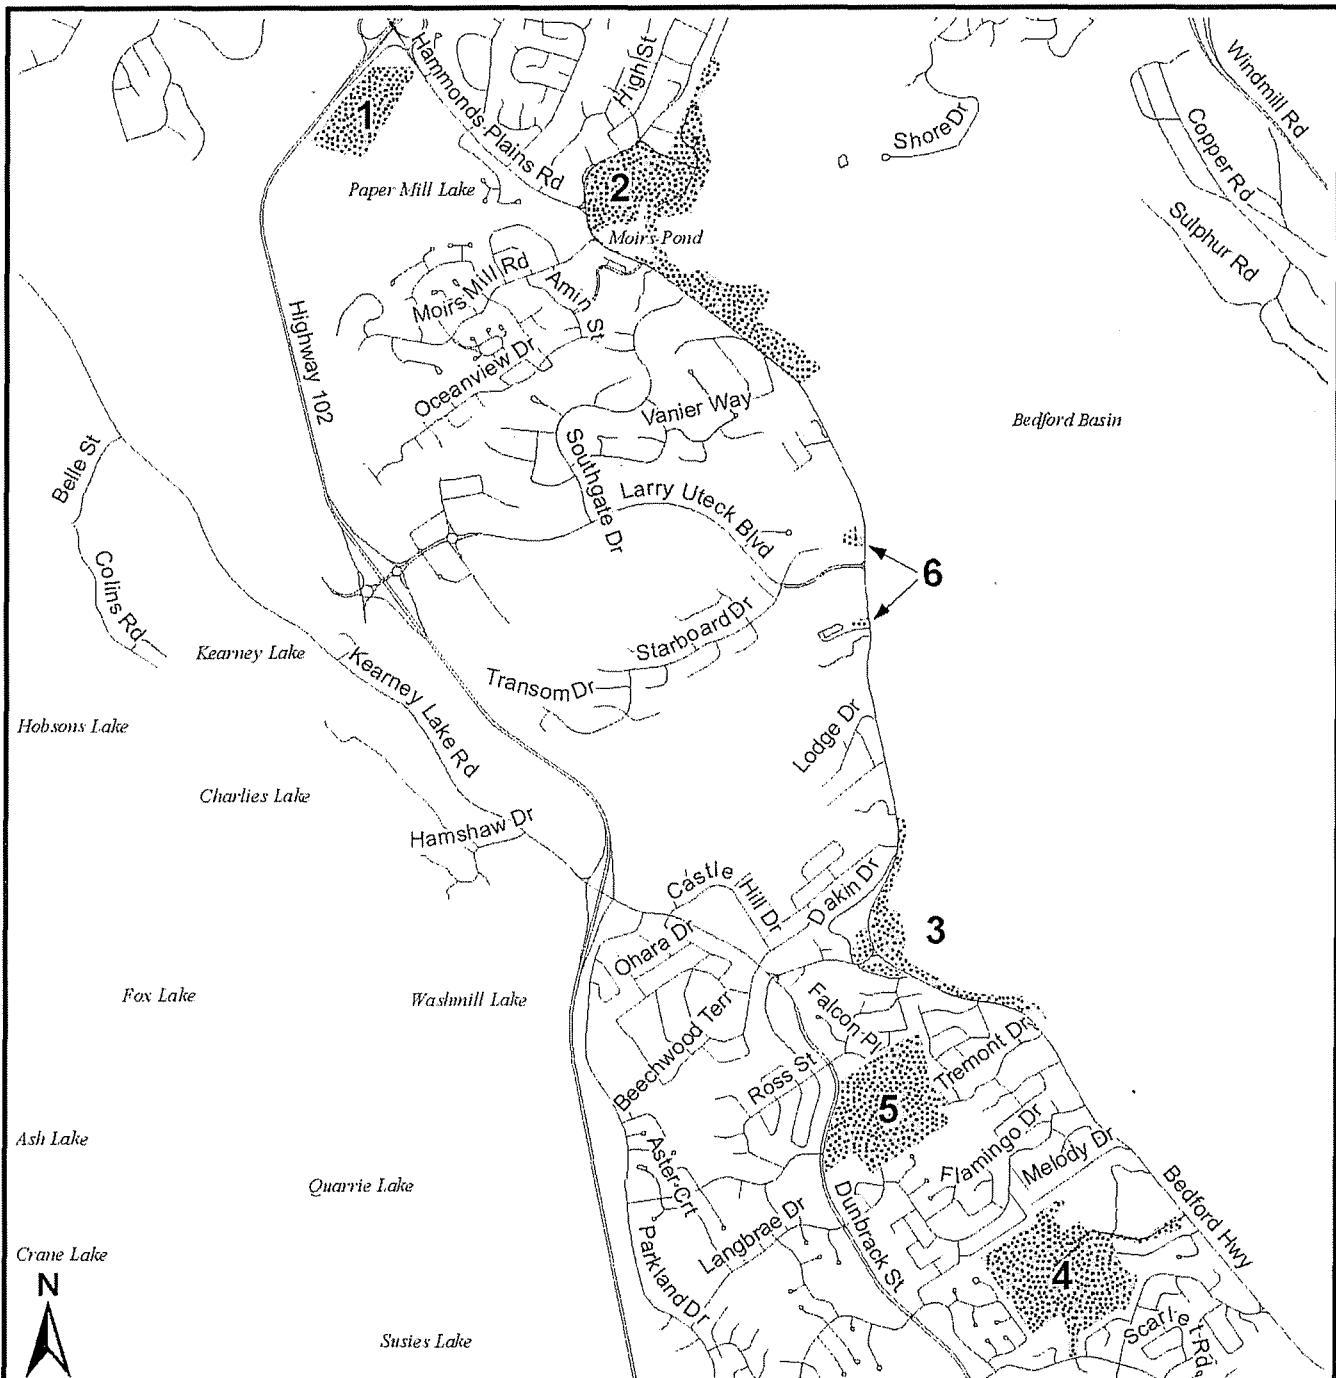 Hammonds Plains Rd
High St
Windmill Rd
1
Shore Dr
Copper Rd
Paper Mill Lake
2
Sulphur Rd
Moirs Pond
Moirs Mill Rd
Amin St
Highway 102
Oceanview Dr
Vanier Way
Bedford Basin
Belle St
Southgate Dr
Larry Uteck Blvd
6
Collins Rd
Starboard Dr
Kearney Lake
Kearney Lake Rd
Transom Dr
Hobsons Lake
Lodge Dr
Charlies Lake
Hamshaw Dr
Castle Hill Dr
Dakin Dr
3
Ohara Dr
Fox Lake
Washmill Lake
Falcon Pl
Beechwood Terr
Tremont Dr
Ross St
5
Ash Lake
Flamingo Dr
Melody Dr
Aster Crt
Quarrie Lake
Dunbrack St
Bedford Hwy
Langbrae Dr
Parkland Dr
Crane Lake
4
N
Scarlet Rd
Susies Lake